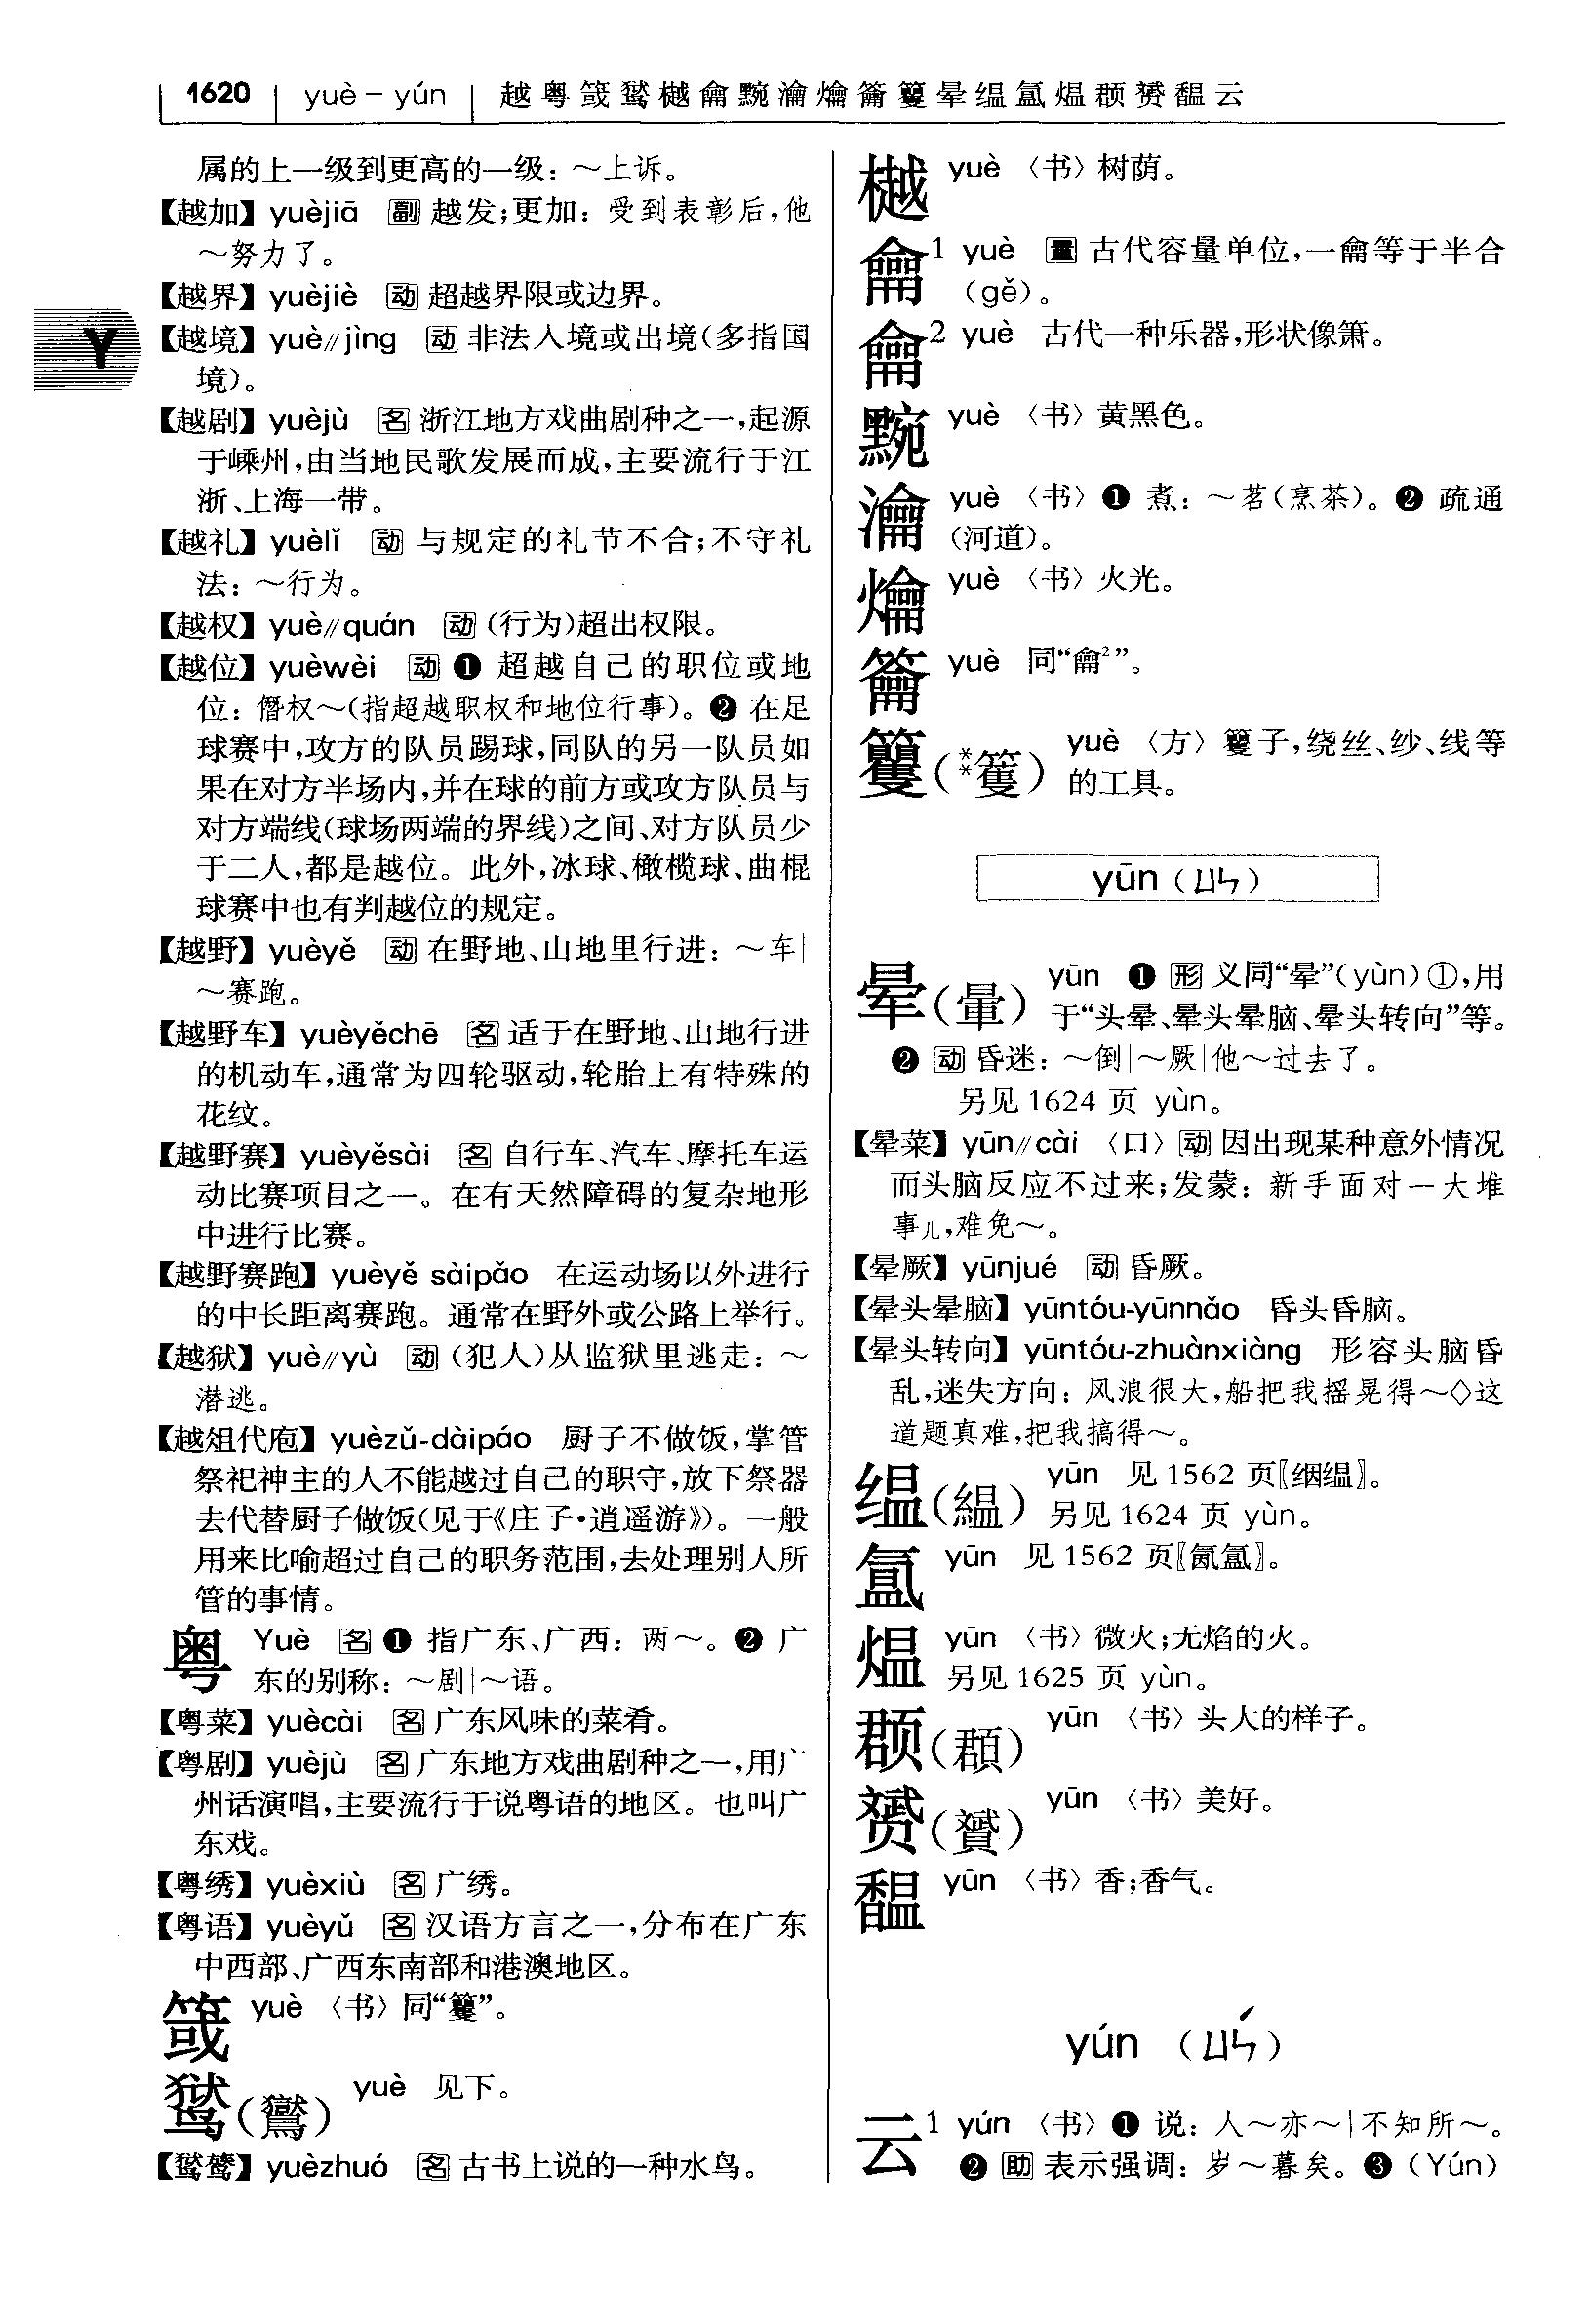 1620 yuè－yún 越粤䇘鸑樾龠黦瀹爚籥籰晕缊氲煴頵赟馧云
属的上一级到更高的一级：～上诉。
【越加】yuèjiā 副 越发；更加：受到表彰后，他
～努力了。
【越界】yuèjiè 动 超越界限或边界。
【越境】yuè//jìng 动 非法入境或出境（多指国
境）。
【越剧】yuèjù 名 浙江地方戏曲剧种之一，起源
于嵊州，由当地民歌发展而成，主要流行于江
浙、上海一带。
【越礼】yuèlǐ 动 与规定的礼节不合；不守礼
法：～行为。
【越权】yuè//quán 动（行为）超出权限。
【越位】yuèwèi 动 ❶ 超越自己的职位或地
位：僭权～（指超越职权和地位行事）。❷ 在足
球赛中，攻方的队员踢球，同队的另一队员如
果在对方半场内，并在球的前方或攻方队员与
对方端线（球场两端的界线）之间、对方队员少
于二人，都是越位。此外，冰球、橄榄球、曲棍
球赛中也有判越位的规定。
【越野】yuèyě 动 在野地、山地里行进：～车|
～赛跑。
【越野车】yuèyěchē 名 适于在野地、山地行进
的机动车，通常为四轮驱动，轮胎上有特殊的
花纹。
【越野赛】yuèyěsài 名 自行车、汽车、摩托车运
动比赛项目之一。在有天然障碍的复杂地形
中进行比赛。
【越野赛跑】yuèyě sàipǎo 在运动场以外进行
的中长距离赛跑。通常在野外或公路上举行。
【越狱】yuè//yù 动（犯人）从监狱里逃走：～
潜逃。
【越俎代庖】yuèzǔ-dàipáo 厨子不做饭，掌管
祭祀神主的人不能越过自己的职守，放下祭器
去代替厨子做饭（见于《庄子·逍遥游》）。一般
用来比喻超过自己的职务范围，去处理别人所
管的事情。
粤 Yuè 名 ❶ 指广东、广西：两～。❷ 广
东的别称：～剧|～语。
【粤菜】yuècài 名 广东风味的菜肴。
【粤剧】yuèjù 名 广东地方戏曲剧种之一，用广
州话演唱，主要流行于说粤语的地区。也叫广
东戏。
【粤绣】yuèxiù 名 广绣。
【粤语】yuèyǔ 名 汉语方言之一，分布在广东
中西部、广西东南部和港澳地区。
䇘 yuè〈书〉同“籰”。
鸑（鸑） yuè 见下。
【鸑鷟】yuèzhuó 名 古书上说的一种水鸟。
Y
樾 yuè〈书〉树荫。
龠1 yuè 量 古代容量单位，一龠等于半合
（gě）。
龠2 yuè 古代一种乐器，形状像箫。
黦 yuè〈书〉黄黑色。
瀹 yuè〈书〉❶ 煮：～茗（烹茶）。❷ 疏通
（河道）。
爚 yuè〈书〉火光。
籥 yuè 同“龠2”。
籰（**篗） yuè〈方〉籰子，绕丝、纱、线等
的工具。
yūn（ㄩㄣ）
晕（暈） yūn ❶ 形 义同“晕”（yùn）①，用
于“头晕、晕头晕脑、晕头转向”等。
❷ 动 昏迷：～倒|～厥|他～过去了。
另见1624页 yùn。
【晕菜】yūn//cài〈口〉动 因出现某种意外情况
而头脑反应不过来；发蒙：新手面对一大堆
事儿，难免～。
【晕厥】yūnjué 动 昏厥。
【晕头晕脑】yūntóu-yūnnǎo 昏头昏脑。
【晕头转向】yūntóu-zhuànxiàng 形容头脑昏
乱，迷失方向：风浪很大，船把我摇晃得～◇这
道题真难，把我搞得～。
缊（縕） yūn 见1562页〖絪缊〗。
另见1624页 yùn。
氲 yūn 见1562页〖氤氲〗。
煴 yūn〈书〉微火；无焰的火。
另见1625页 yùn。
頵（頵） yūn〈书〉头大的样子。
赟（贇） yūn〈书〉美好。
馧 yūn〈书〉香；香气。
yún（ㄩㄣˊ）
云1 yún〈书〉❶ 说：人～亦～|不知所～。
❷ 助 表示强调：岁～暮矣。❸（Yún）